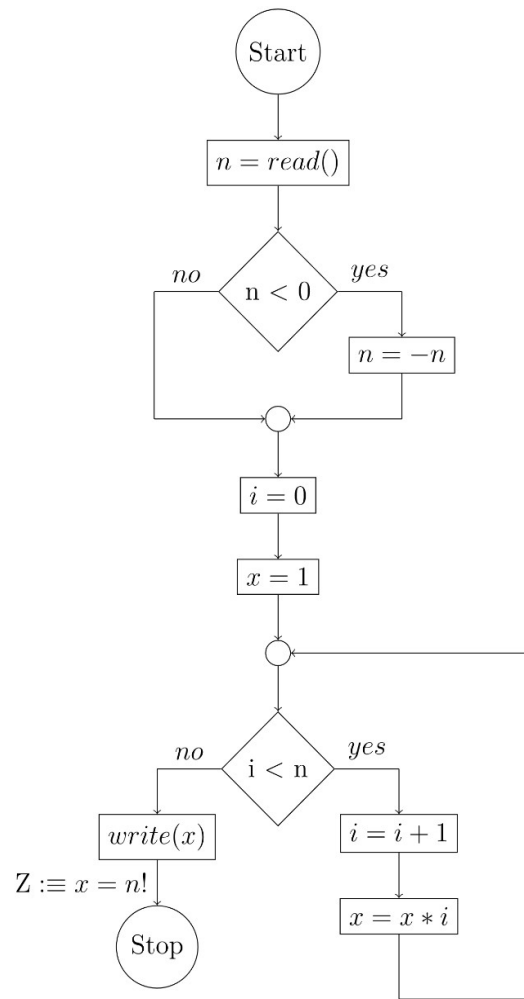 Start
n = read()
no
yes
n < 0
n = −n
i = 0
x = 1
no
yes
i < n
write(x)
i = i + 1
Z :≡ x = n!
x = x ∗ i
Stop